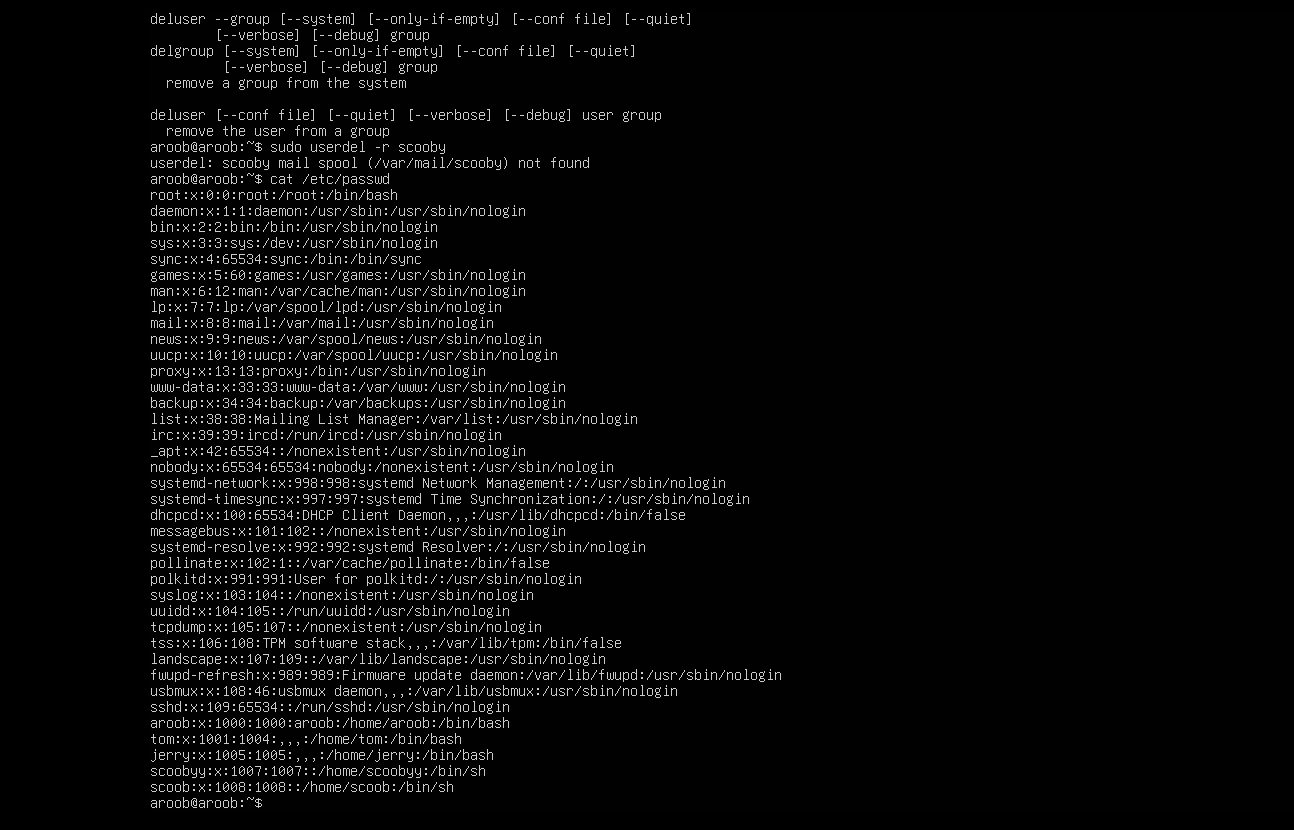 deluser --group [--system] [--only-if-empty] [--conf file] [--quiet]
        [--verbose] [--debug] group
delgroup [--system] [--only-if-empty] [--conf file] [--quiet]
         [--verbose] [--debug] group
  remove a group from the system

deluser [--conf file] [--quiet] [--verbose] [--debug] user group
  remove the user from a group
aroob@aroob:~$ sudo userdel -r scooby
userdel: scooby mail spool (/var/mail/scooby) not found
aroob@aroob:~$ cat /etc/passwd
root:x:0:0:root:/root:/bin/bash
daemon:x:1:1:daemon:/usr/sbin:/usr/sbin/nologin
bin:x:2:2:bin:/bin:/usr/sbin/nologin
sys:x:3:3:sys:/dev:/usr/sbin/nologin
sync:x:4:65534:sync:/bin:/bin/sync
games:x:5:60:games:/usr/games:/usr/sbin/nologin
man:x:6:12:man:/var/cache/man:/usr/sbin/nologin
lp:x:7:7:lp:/var/spool/lpd:/usr/sbin/nologin
mail:x:8:8:mail:/var/mail:/usr/sbin/nologin
news:x:9:9:news:/var/spool/news:/usr/sbin/nologin
uucp:x:10:10:uucp:/var/spool/uucp:/usr/sbin/nologin
proxy:x:13:13:proxy:/bin:/usr/sbin/nologin
www-data:x:33:33:www-data:/var/www:/usr/sbin/nologin
backup:x:34:34:backup:/var/backups:/usr/sbin/nologin
list:x:38:38:Mailing List Manager:/var/list:/usr/sbin/nologin
irc:x:39:39:ircd:/run/ircd:/usr/sbin/nologin
_apt:x:42:65534::/nonexistent:/usr/sbin/nologin
nobody:x:65534:65534:nobody:/nonexistent:/usr/sbin/nologin
systemd-network:x:998:998:systemd Network Management:/:/usr/sbin/nologin
systemd-timesync:x:997:997:systemd Time Synchronization:/:/usr/sbin/nologin
dhcpcd:x:100:65534:DHCP Client Daemon,,,:/usr/lib/dhcpcd:/bin/false
messagebus:x:101:102::/nonexistent:/usr/sbin/nologin
systemd-resolve:x:992:992:systemd Resolver:/:/usr/sbin/nologin
pollinate:x:102:1::/var/cache/pollinate:/bin/false
polkitd:x:991:991:User for polkitd:/:/usr/sbin/nologin
syslog:x:103:104::/nonexistent:/usr/sbin/nologin
uuidd:x:104:105::/run/uuidd:/usr/sbin/nologin
tcpdump:x:105:107::/nonexistent:/usr/sbin/nologin
tss:x:106:108:TPM software stack,,,:/var/lib/tpm:/bin/false
landscape:x:107:109::/var/lib/landscape:/usr/sbin/nologin
fwupd-refresh:x:989:989:Firmware update daemon:/var/lib/fwupd:/usr/sbin/nologin
usbmux:x:108:46:usbmux daemon,,,:/var/lib/usbmux:/usr/sbin/nologin
sshd:x:109:65534::/run/sshd:/usr/sbin/nologin
aroob:x:1000:1000:aroob:/home/aroob:/bin/bash
tom:x:1001:1004:,,,:/home/tom:/bin/bash
jerry:x:1005:1005:,,,:/home/jerry:/bin/bash
scoobyy:x:1007:1007::/home/scoobyy:/bin/sh
scoob:x:1008:1008::/home/scoob:/bin/sh
aroob@aroob:~$